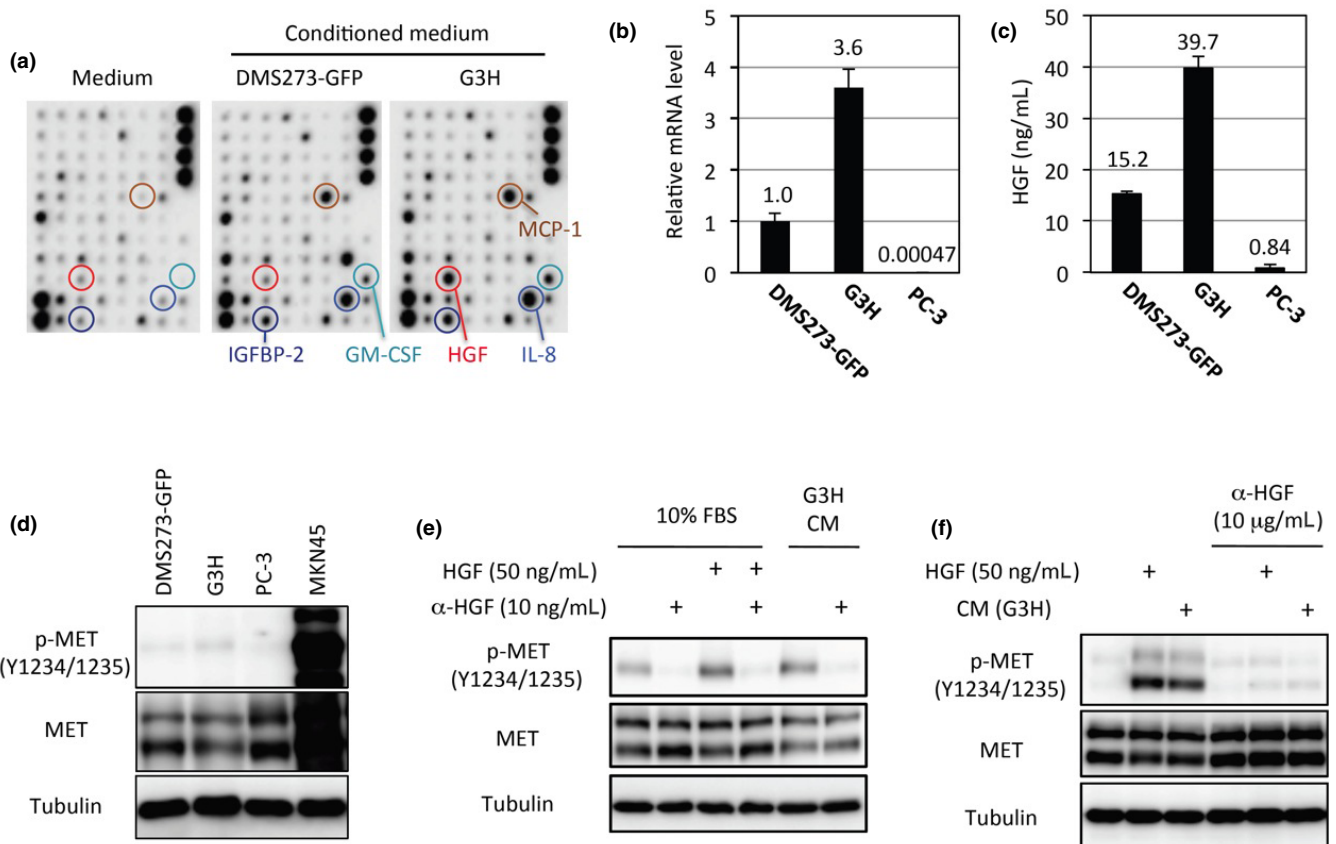 (a)
Conditioned medium
Medium
DMS273-GFP
G3H
MCP-1
IGFBP-2
GM-CSF
HGF
IL-8
(b)
Relative mRNA level
5
4
3
2
1
0
1.0
3.6
0.00047
DMS273-GFP
G3H
PC-3
(c)
HGF (ng/mL)
50
40
30
20
10
0
15.2
39.7
0.84
DMS273-GFP
G3H
PC-3
(d)
DMS273-GFP
G3H
PC-3
MKN45
p-MET
(Y1234/1235)
MET
Tubulin
(e)
10% FBS
G3H
CM
HGF (50 ng/mL)
+ +
α-HGF (10 ng/mL)
+ + +
p-MET
(Y1234/1235)
MET
Tubulin
(f)
α-HGF
(10 μg/mL)
HGF (50 ng/mL)
+ +
CM (G3H)
+ +
p-MET
(Y1234/1235)
MET
Tubulin